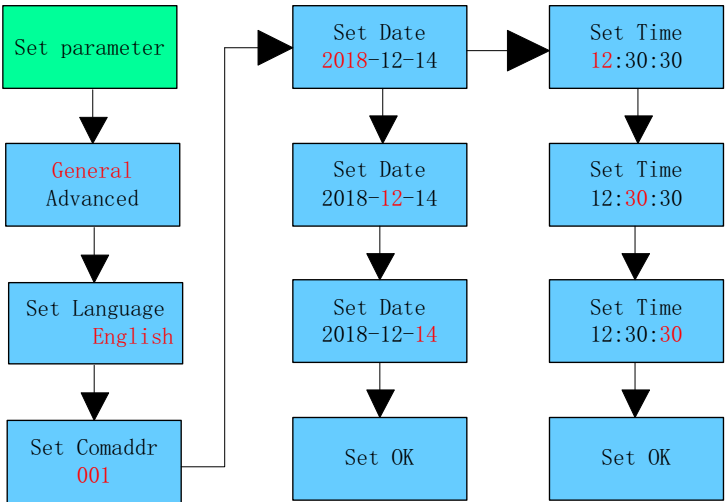 Set parameter
General
Advanced
Set Language
English
Set Comaddr
001
Set Date
2018-12-14
Set Date
2018-12-14
Set Date
2018-12-14
Set OK
Set Time
12:30:30
Set Time
12:30:30
Set Time
12:30:30
Set OK